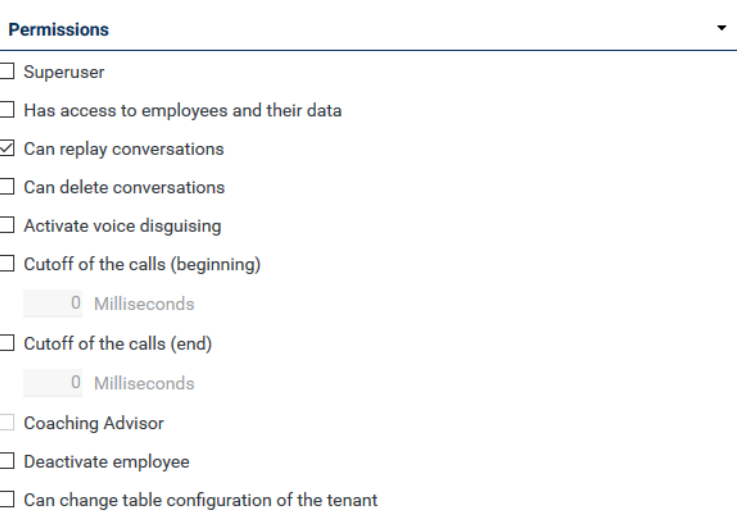 Permissions
Superuser
Has access to employees and their data
Can replay conversations
Can delete conversations
Activate voice disguising
Cutoff of the calls (beginning)
0 Milliseconds
Cutoff of the calls (end)
0 Milliseconds
Coaching Advisor
Deactivate employee
Can change table configuration of the tenant